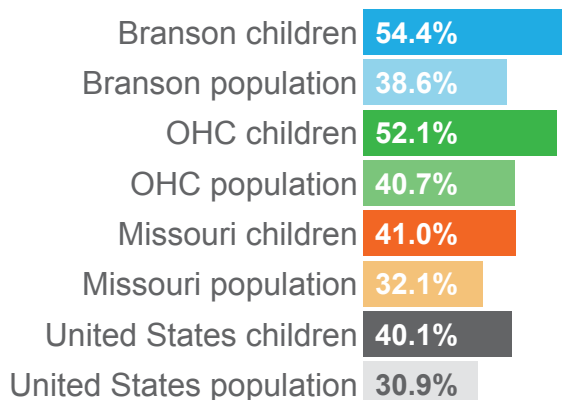 Branson children 54.4%
Branson population 38.6%
OHC children 52.1%
OHC population 40.7%
Missouri children 41.0%
Missouri population 32.1%
United States children 40.1%
United States population 30.9%